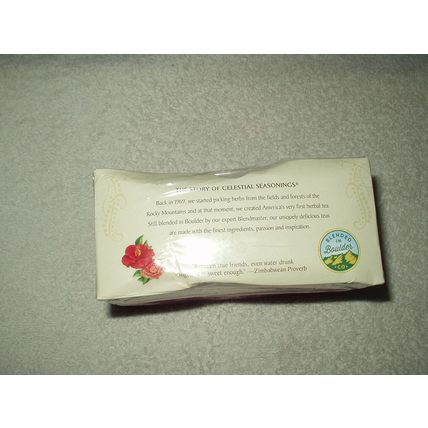 THE STORY OF CELESTIAL SEASONINGS®
Back in 1969, we started picking herbs from the fields and forests of the
Rocky Mountains and at that moment, we created America's very first herbal tea.
Still blended in Boulder by our expert Blendmaster, our uniquely delicious teas
are made with the finest ingredients, passion and inspiration.
true friends, even water drunk
sweet enough." —Zimbabwean Proverb
BLENDED
IN
Boulder
CO